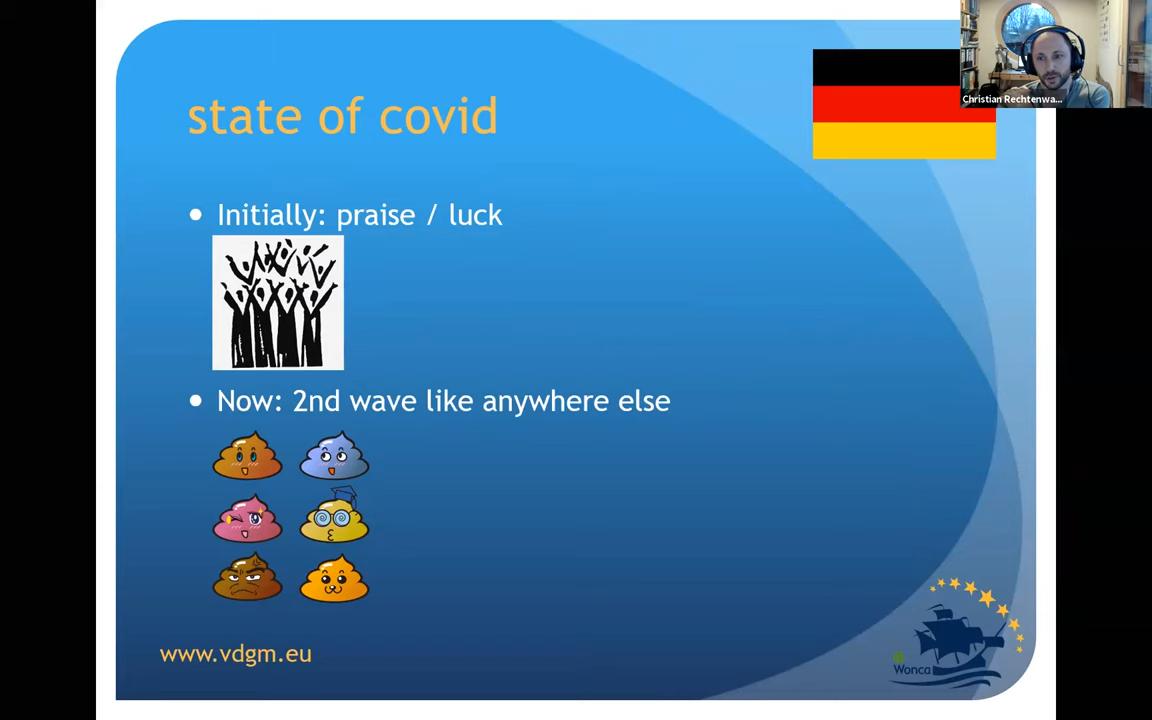 Christian Rechtenwa...
state of covid
Initially: praise / luck
Now: 2nd wave like anywhere else
www.vdgm.eu
Wonca